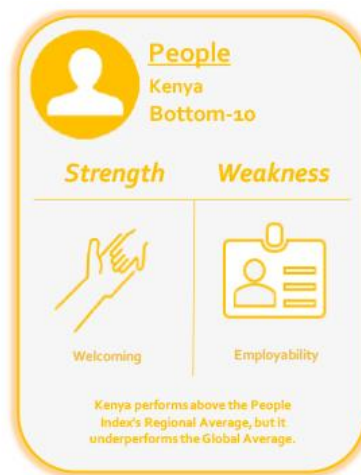 People
Kenya
Bottom-10
Strength Weakness
Welcoming Employability
Kenya performs above the People
Index's Regional Average, but it
underperforms the Global Average.